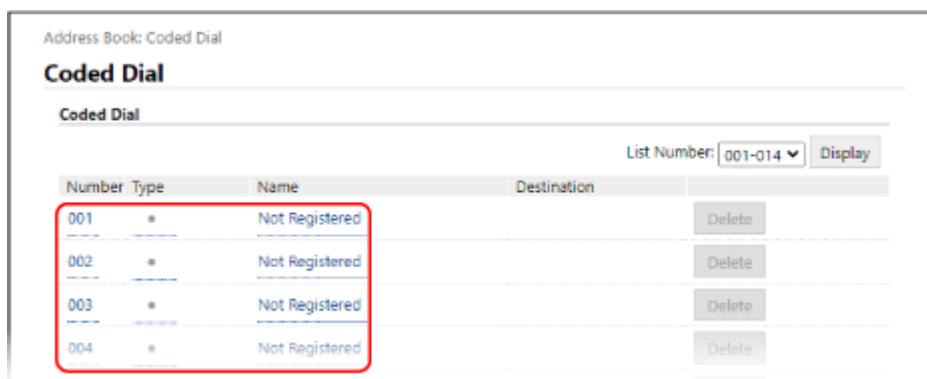 Address Book: Coded Dial
Coded Dial
Coded Dial
List Number: 001-014 Display
Number Type Name Destination
001 Not Registered Delete
002 Not Registered Delete
003 Not Registered Delete
004 Not Registered Delete